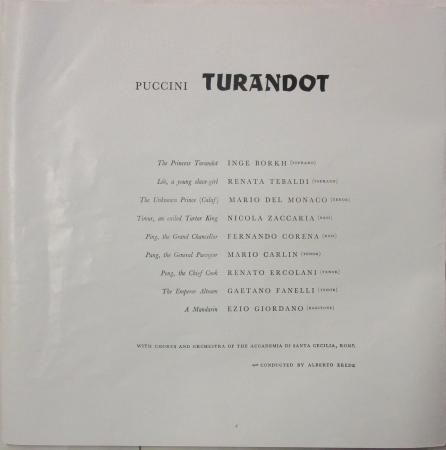 PUCCINI TURANDOT
The Princess Turandot INGE BORKH (SOPRANO)
Liù, a young slave-girl RENATA TEBALDI (SOPRANO)
The Unknown Prince (Calaf) MARIO DEL MONACO (TENOR)
Timur, an exiled Tartar King NICOLA ZACCARIA (BASS)
Ping, the Grand Chancellor FERNANDO CORENA (BASS)
Pang, the General Purveyor MARIO CARLIN (TENOR)
Pong, the Chief Cook RENATO ERCOLANI (TENOR)
The Emperor Altoum GAETANO FANELLI (TENOR)
A Mandarin EZIO GIORDANO (BARITONE)
WITH CHORUS AND ORCHESTRA OF THE ACCADEMIA DI SANTA CECILIA, ROME.
CONDUCTED BY ALBERTO EREDE